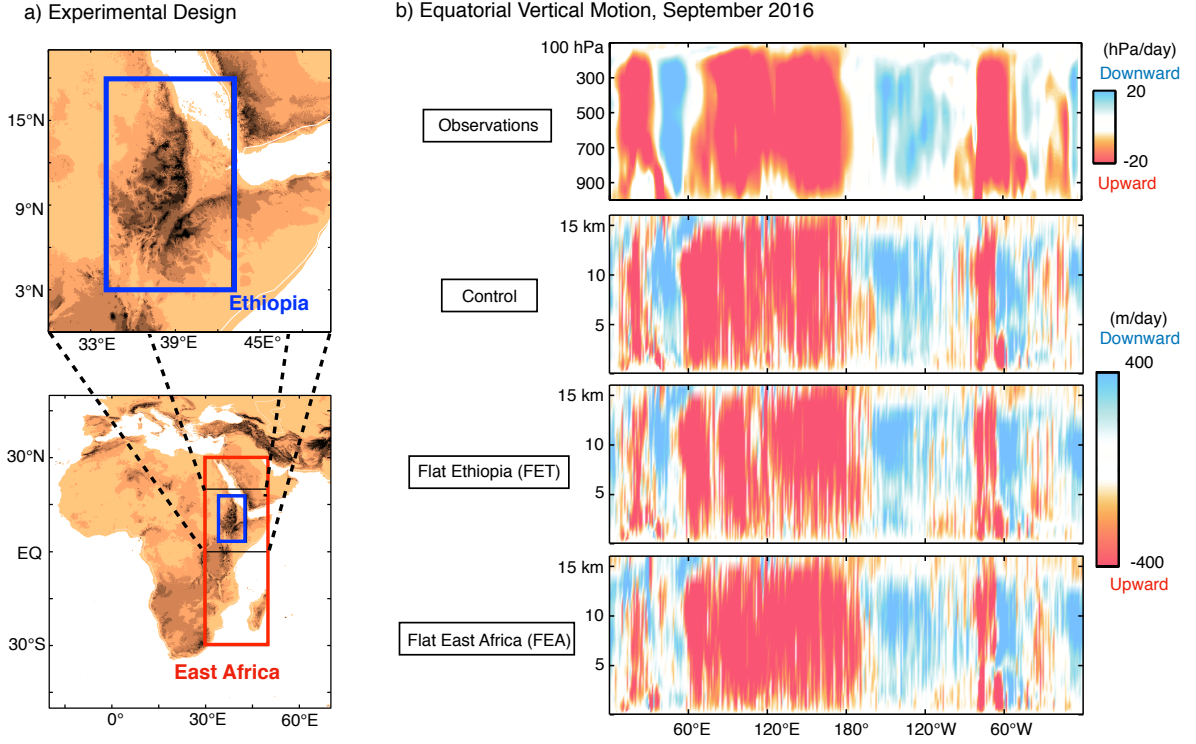 a) Experimental Design
15°N
9°N
3°N
Ethiopia
33°E
39°E
45E°
30°N
EQ
30°S
East Africa
0°
30°E
60°E
b) Equatorial Vertical Motion, September 2016
Observations
100 hPa
300
500
700
900
(hPa/day)
Downward
20
-20
Upward
Control
15 km
10
5
Flat Ethiopia (FET)
15 km
10
5
Flat East Africa (FEA)
15 km
10
5
(m/day)
Downward
400
-400
Upward
60°E
120°E
180°
120°W
60°W